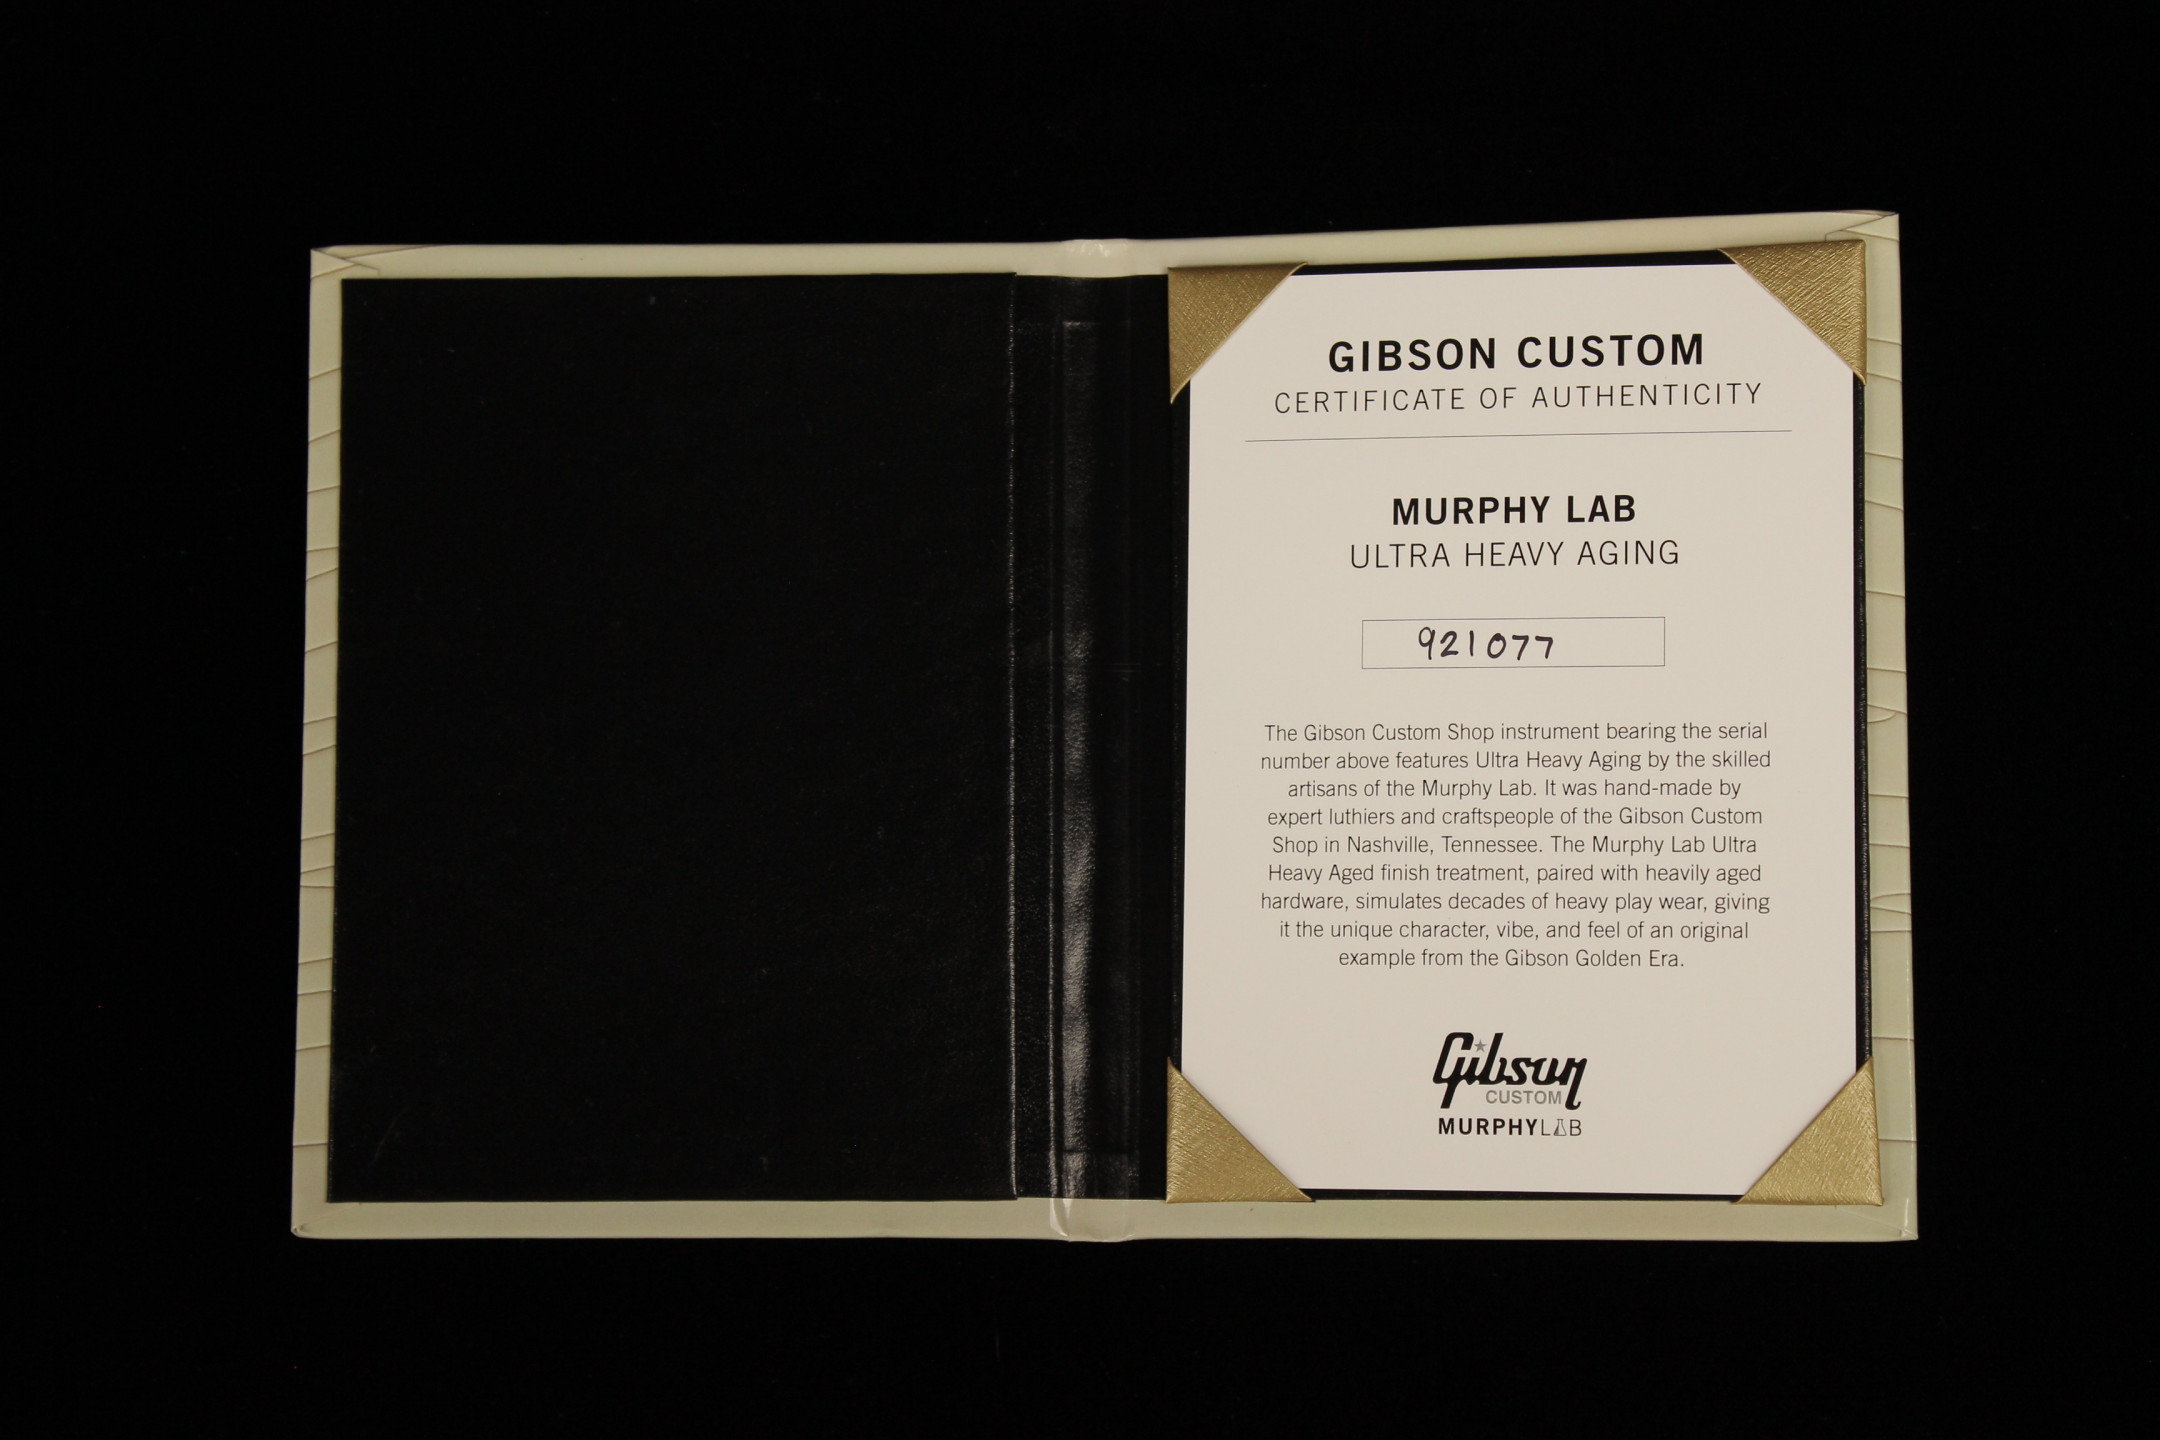 GIBSON CUSTOM
CERTIFICATE OF AUTHENTICITY
MURPHY LAB
ULTRA HEAVY AGING
921077
The Gibson Custom Shop instrument bearing the serial
number above features Ultra Heavy Aging by the skilled
artisans of the Murphy Lab. It was hand-made by
expert luthiers and craftspeople of the Gibson Custom
Shop in Nashville, Tennessee. The Murphy Lab Ultra
Heavy Aged finish treatment, paired with heavily aged
hardware, simulates decades of heavy play wear, giving
it the unique character, vibe, and feel of an original
example from the Gibson Golden Era.
Gibson
CUSTOM
MURPHYLAB